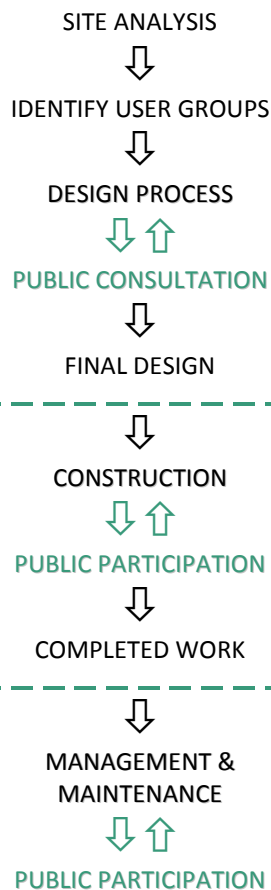 SITE ANALYSIS
IDENTIFY USER GROUPS
DESIGN PROCESS
PUBLIC CONSULTATION
FINAL DESIGN
CONSTRUCTION
PUBLIC PARTICIPATION
COMPLETED WORK
MANAGEMENT &
MAINTENANCE
PUBLIC PARTICIPATION